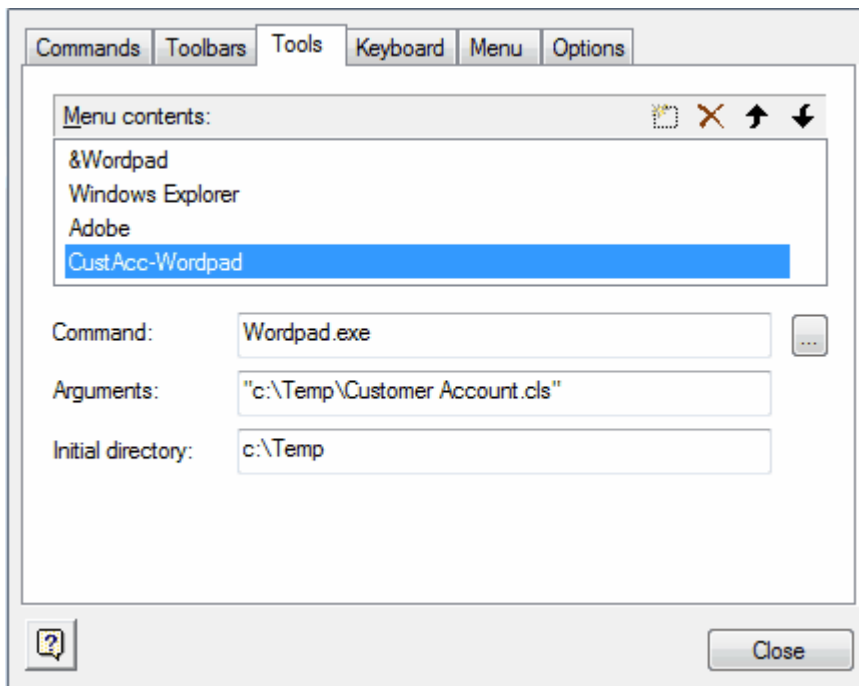 Commands Toolbars Tools Keyboard Menu Options
Menu contents:
&Wordpad
Windows Explorer
Adobe
CustAcc-Wordpad
Command: Wordpad.exe ...
Arguments: "c:\Temp\Customer Account.cls"
Initial directory: c:\Temp
? Close